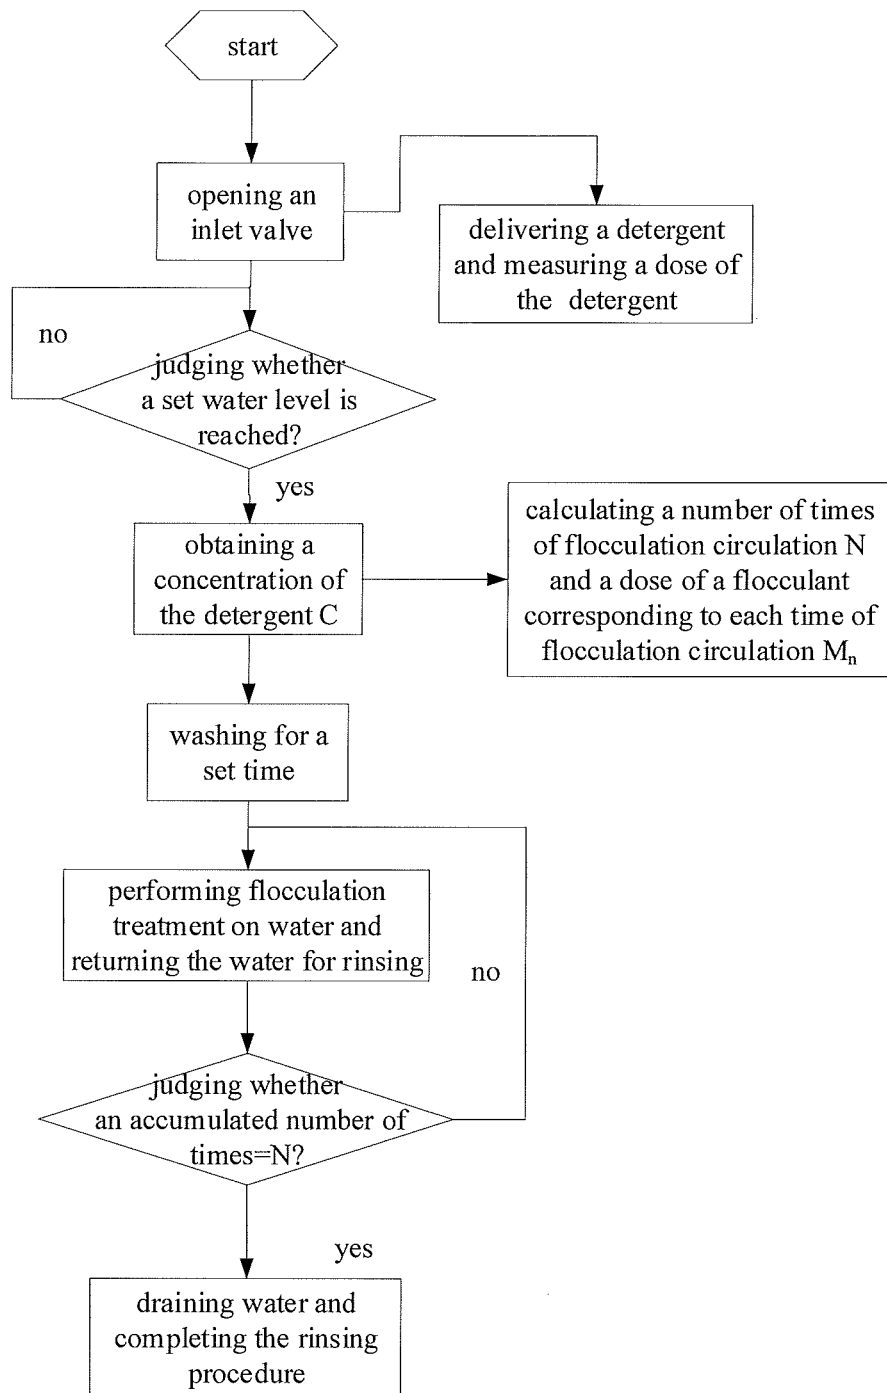 start
opening an
inlet valve
delivering a detergent
and measuring a dose of
the detergent
no
judging whether
a set water level is
reached?
yes
obtaining a
concentration of
the detergent C
calculating a number of times
of flocculation circulation N
and a dose of a flocculant
corresponding to each time of
flocculation circulation Mₙ
washing for a
set time
performing flocculation
treatment on water and
returning the water for rinsing
no
judging whether
an accumulated number of
times=N?
yes
draining water and
completing the rinsing
procedure